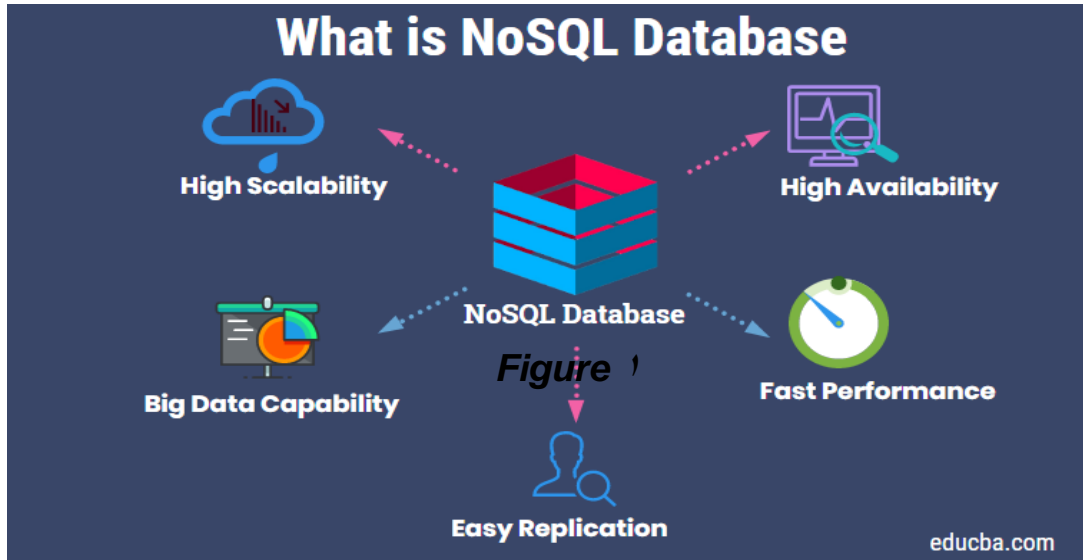 What is NoSQL Database
High Scalability
High Availability
NoSQL Database
Figure
Big Data Capability
Fast Performance
Easy Replication
educba.com